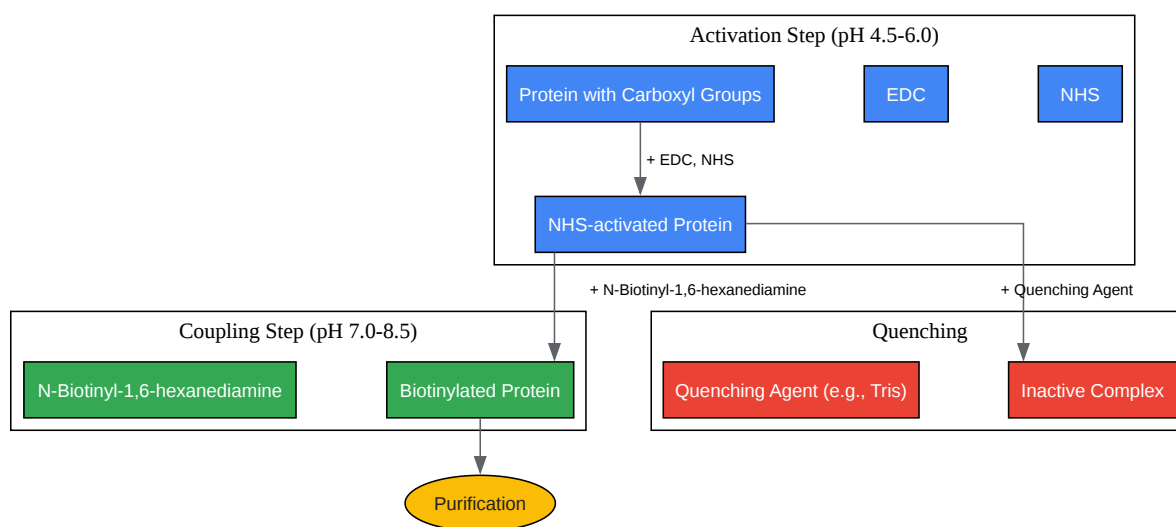 Activation Step (pH 4.5-6.0)
Protein with Carboxyl Groups
EDC
NHS
+ EDC, NHS
NHS-activated Protein
+ N-Biotinyl-1,6-hexanediamine
+ Quenching Agent
Coupling Step (pH 7.0-8.5)
N-Biotinyl-1,6-hexanediamine
Biotinylated Protein
Quenching
Quenching Agent (e.g., Tris)
Inactive Complex
Purification